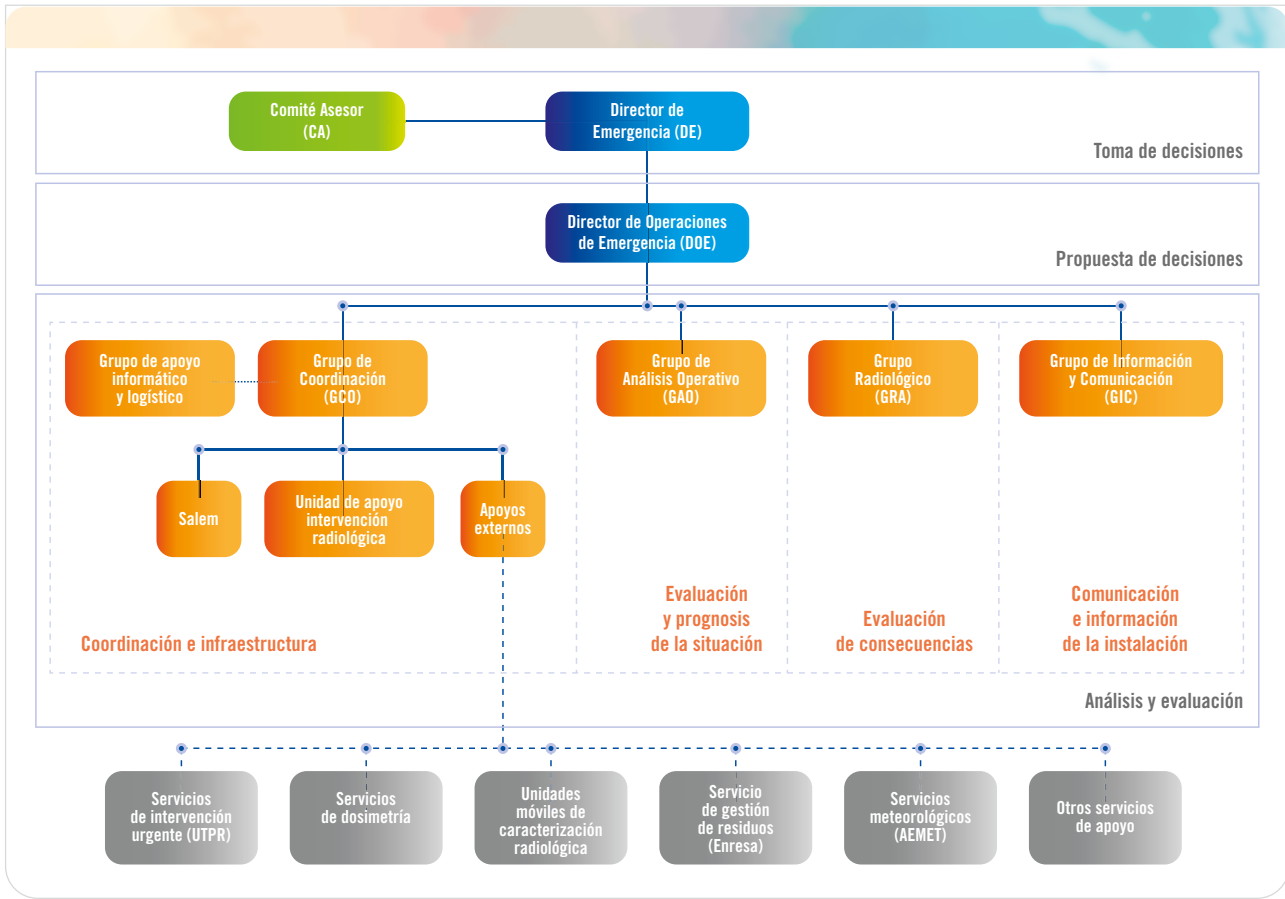 Comité Asesor
(CA)
Director de
Emergencia (DE)
Toma de decisiones
Director de Operaciones
de Emergencia (DOE)
Propuesta de decisiones
Grupo de apoyo
informático
y logístico
Grupo de
Coordinación
(GCO)
Grupo de
Análisis Operativo
(GAO)
Grupo
Radiológico
(GRA)
Grupo de Información
y Comunicación
(GIC)
Salem
Unidad de apoyo
intervención
radiológica
Apoyos
externos
Coordinación e infraestructura
Evaluación
y prognosis
de la situación
Evaluación
de consecuencias
Comunicación
e información
de la instalación
Análisis y evaluación
Servicios
de intervención
urgente (UTPR)
Servicios
de dosimetría
Unidades
móviles de
caracterización
radiológica
Servicio
de gestión
de residuos
(Enresa)
Servicios
meteorológicos
(AEMET)
Otros servicios
de apoyo